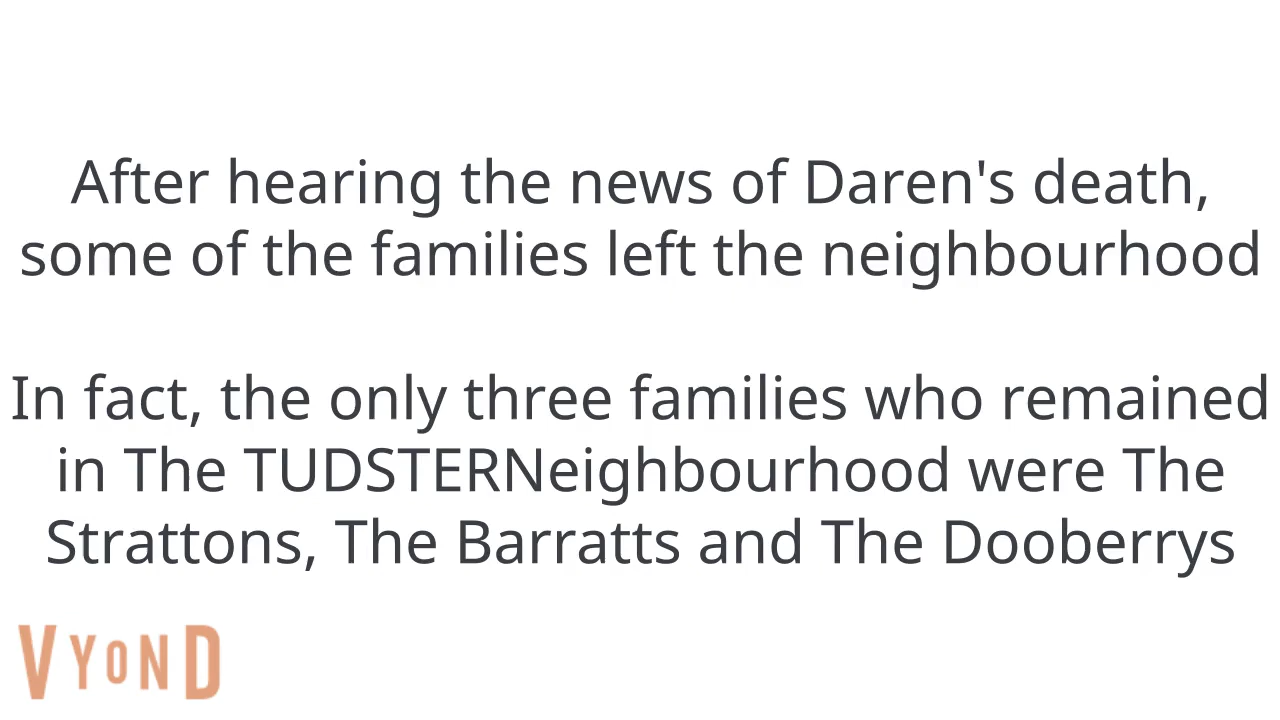 After hearing the news of Daren's death,
some of the families left the neighbourhood
In fact, the only three families who remained
in The TUDSTERNeighbourhood were The
Strattons, The Barratts and The Dooberrys
VYOND